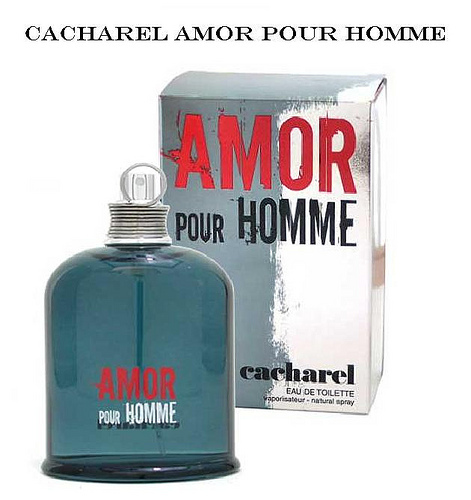 CACHAREL AMOR POUR HOMME
AMOR
POUR HOMME
cacharel
EAU DE TOILETTE
vaporisateur - natural spray
AMOR
POUR HOMME